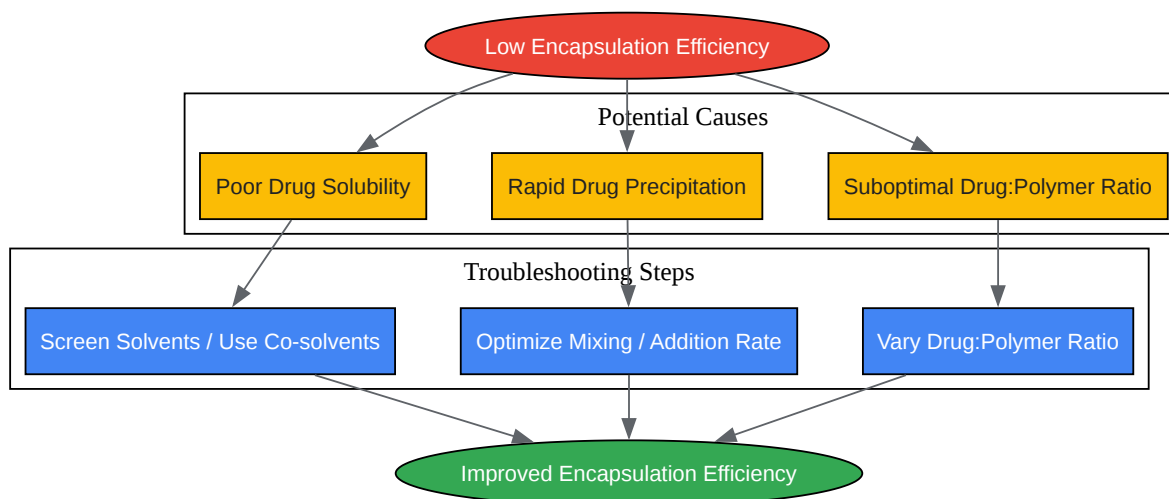 Low Encapsulation Efficiency
Potential Causes
Poor Drug Solubility
Rapid Drug Precipitation
Suboptimal Drug:Polymer Ratio
Troubleshooting Steps
Screen Solvents / Use Co-solvents
Optimize Mixing / Addition Rate
Vary Drug:Polymer Ratio
Improved Encapsulation Efficiency